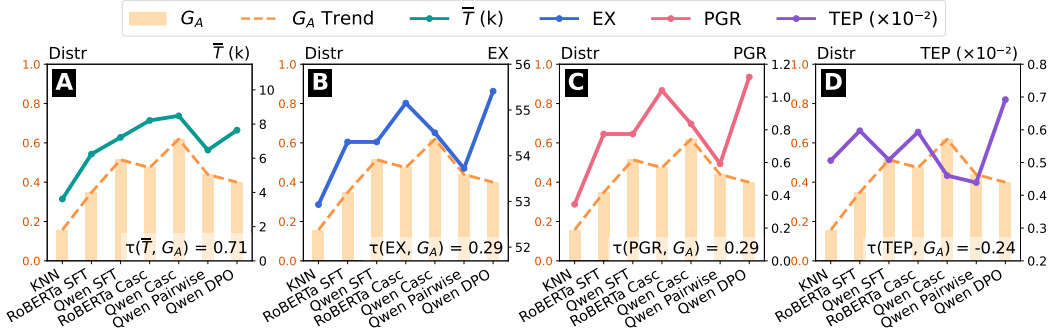 G_A
G_A Trend
T̅ (k)
EX
PGR
TEP (×10⁻²)
Distr
T̅ (k)
A
1.0
0.8
0.6
0.4
0.2
0.0
10
8
6
4
2
0
τ(T̅, G_A) = 0.71
KNN
RoBERTa SFT
Qwen SFT
RoBERTa Casc
Qwen Casc
Qwen Pairwise
Qwen DPO
Distr
EX
B
1.0
0.8
0.6
0.4
0.2
0.0
56
55
54
53
52
τ(EX, G_A) = 0.29
KNN
RoBERTa SFT
Qwen SFT
RoBERTa Casc
Qwen Casc
Qwen Pairwise
Qwen DPO
Distr
PGR
C
1.0
0.8
0.6
0.4
0.2
0.0
1.2
1.0
0.8
0.6
0.4
0.2
0.0
τ(PGR, G_A) = 0.29
KNN
RoBERTa SFT
Qwen SFT
RoBERTa Casc
Qwen Casc
Qwen Pairwise
Qwen DPO
Distr
TEP (×10⁻²)
D
1.0
0.8
0.6
0.4
0.2
0.0
0.8
0.7
0.6
0.5
0.4
0.3
0.2
τ(TEP, G_A) = -0.24
KNN
RoBERTa SFT
Qwen SFT
RoBERTa Casc
Qwen Casc
Qwen Pairwise
Qwen DPO